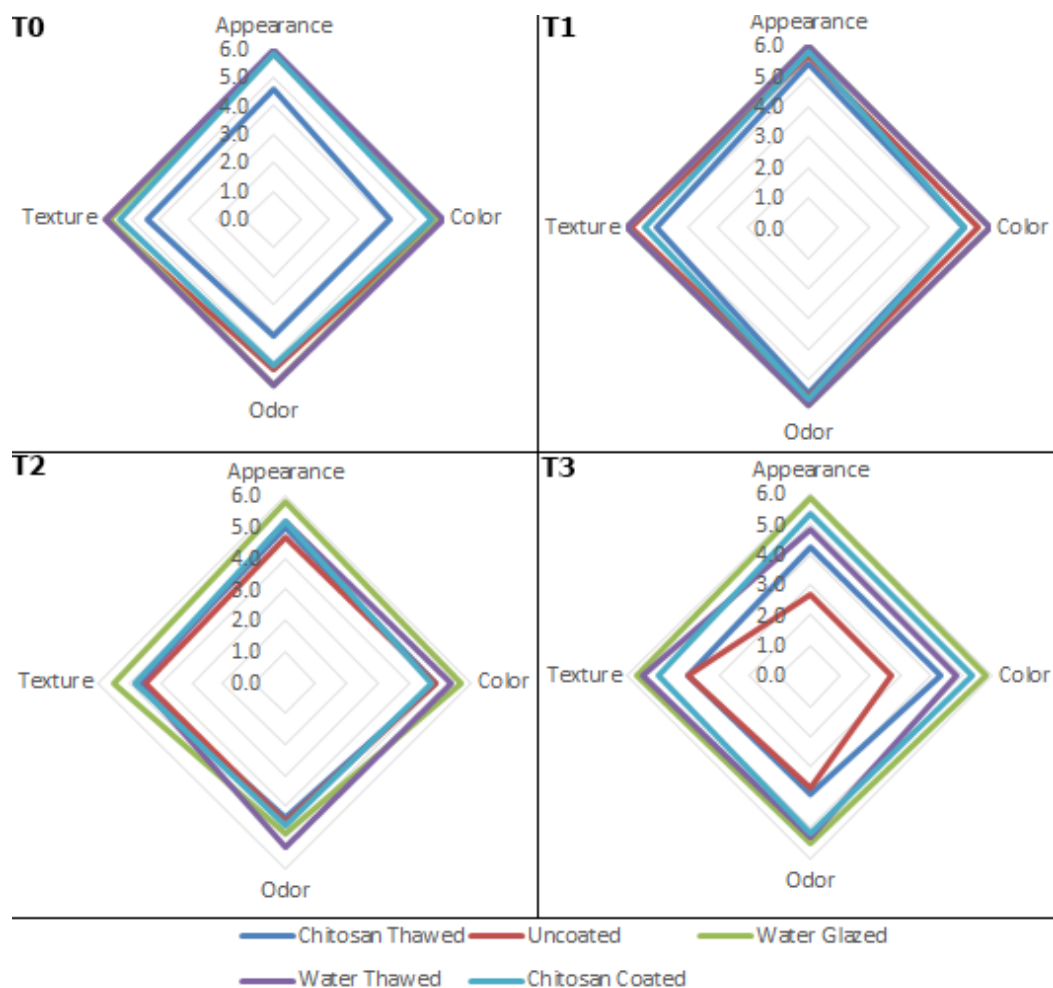 T0
Appearance
6.0
5.0
4.0
3.0
2.0
1.0
0.0
Texture
Color
Odor
T1
Appearance
6.0
5.0
4.0
3.0
2.0
1.0
0.0
Texture
Color
Odor
T2
Appearance
6.0
5.0
4.0
3.0
2.0
1.0
0.0
Texture
Color
Odor
T3
Appearance
6.0
5.0
4.0
3.0
2.0
1.0
0.0
Texture
Color
Odor
Chitosan Thawed Uncoated Water Glazed
Water Thawed Chitosan Coated